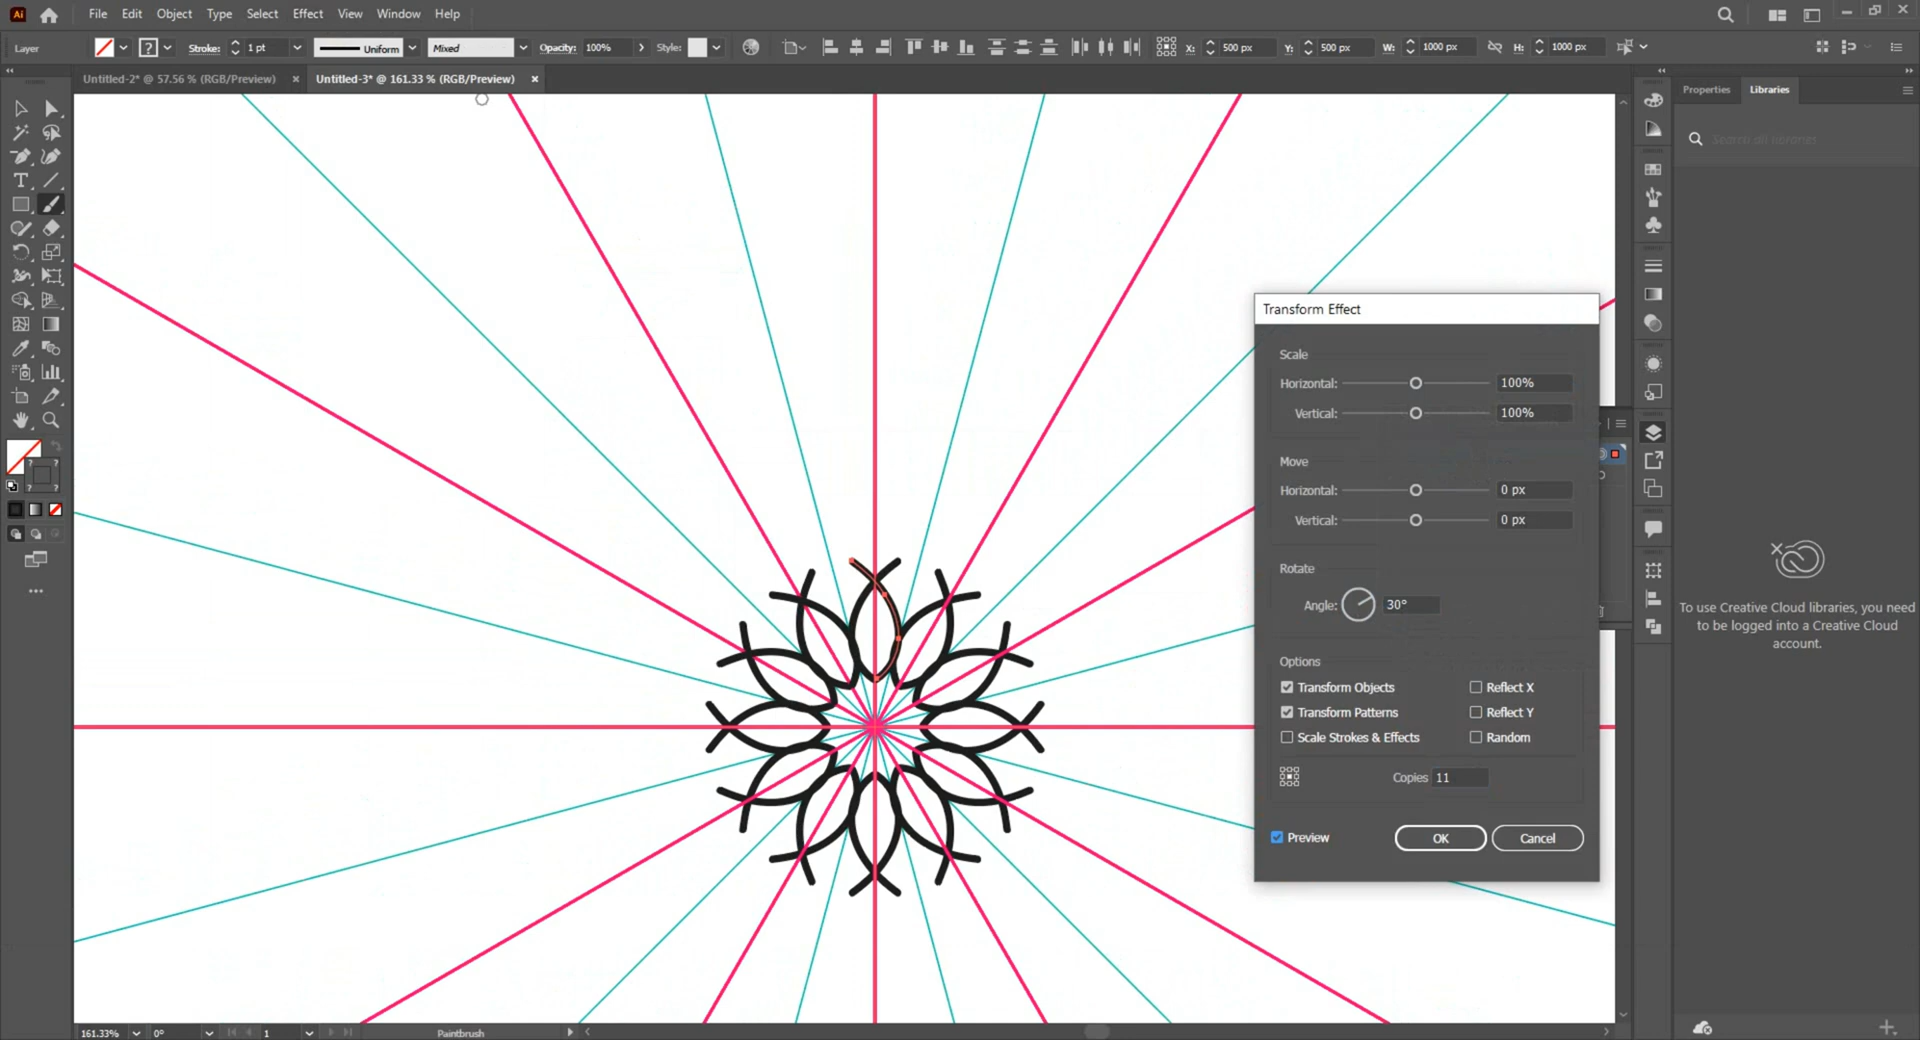 Ai File Edit Object Type Select Effect View Window Help
Layer ? Stroke: 1 pt Uniform Mixed Opacity: 100% Style: X: 500 px Y: 500 px W: 1000 px H: 1000 px
Untitled-2* @ 57.56 % (RGB/Preview) × Untitled-3* @ 161.33 % (RGB/Preview) ×
Properties Libraries
Search all libraries
Transform Effect
Scale
Horizontal: 100%
Vertical: 100%
Move
Horizontal: 0 px
Vertical: 0 px
Rotate
Angle: 30°
Options
Transform Objects Reflect X
Transform Patterns Reflect Y
Scale Strokes & Effects Random
Copies 11
Preview OK Cancel
To use Creative Cloud libraries, you need
to be logged into a Creative Cloud
account.
161.33% 0° 1 Paintbrush